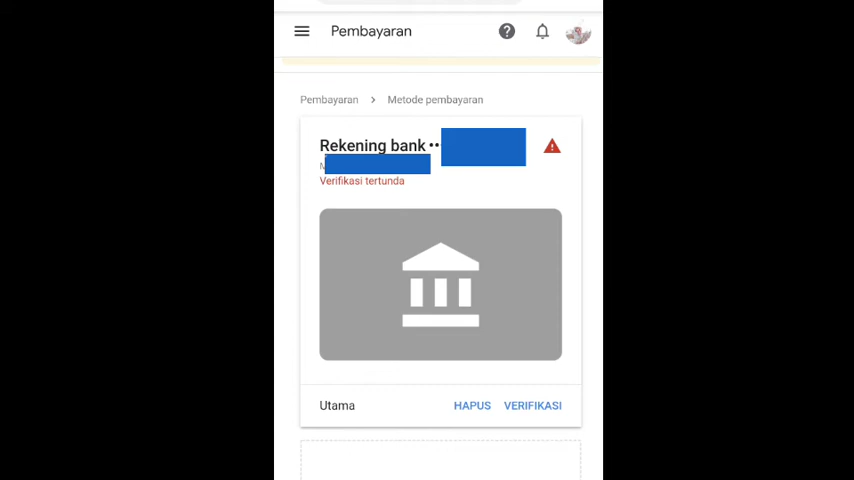 Pembayaran
Pembayaran > Metode pembayaran
Rekening bank ••
M
Verifikasi tertunda
Utama
HAPUS VERIFIKASI